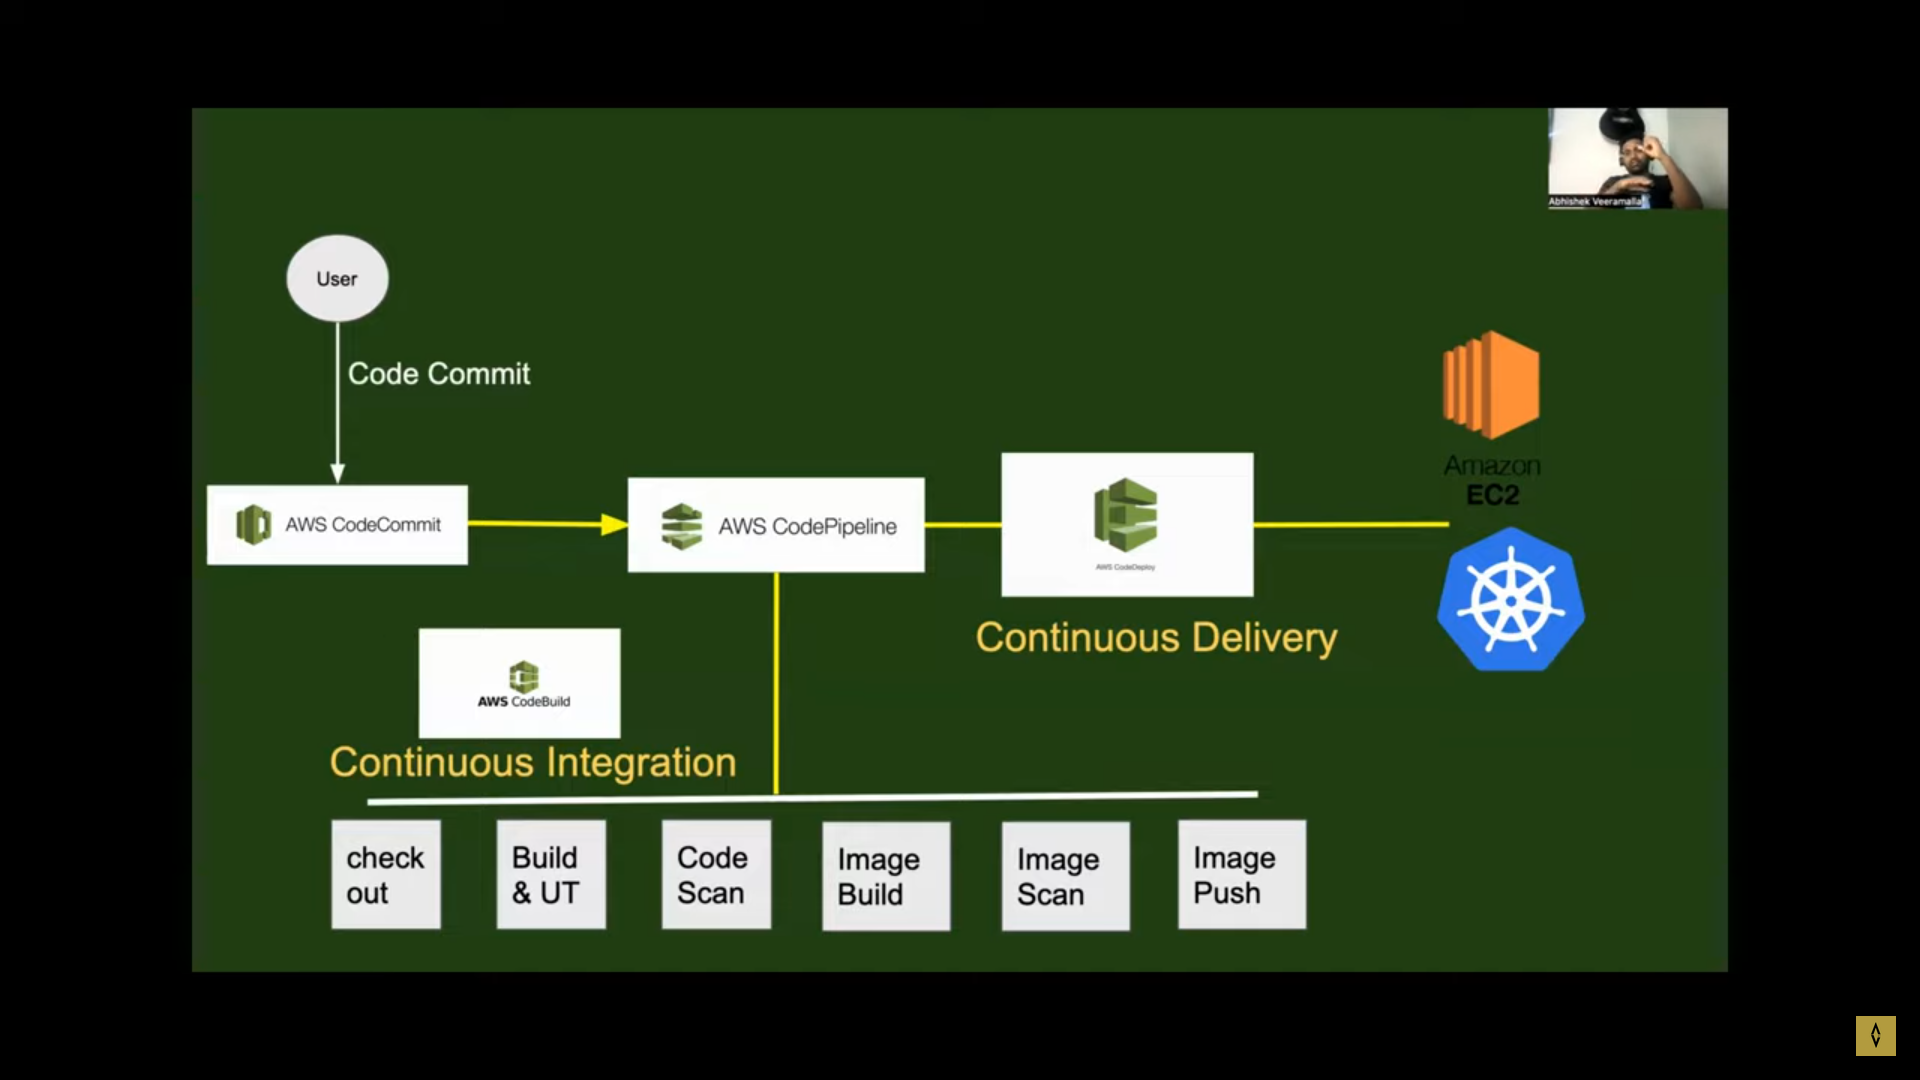 Abhishek Veeramalla
User
Code Commit
AWS CodeCommit
AWS CodePipeline
AWS CodeDeploy
Amazon
EC2
Continuous Delivery
AWS CodeBuild
Continuous Integration
check
out
Build
& UT
Code
Scan
Image
Build
Image
Scan
Image
Push